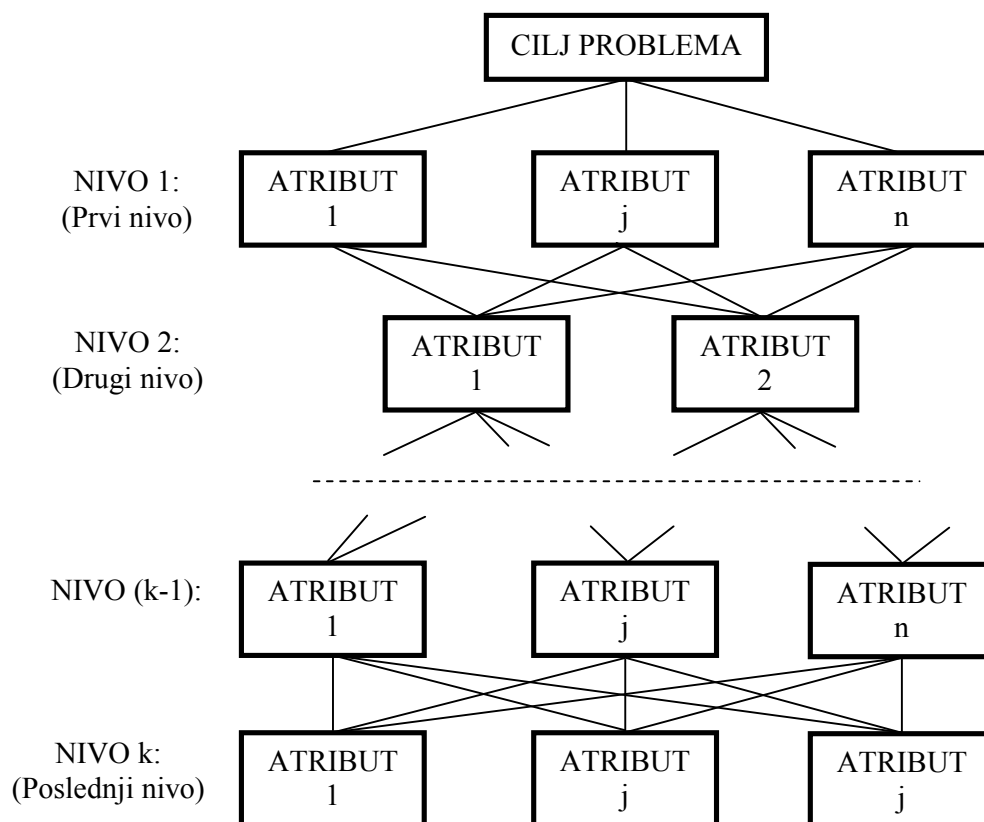 CILJ PROBLEMA
NIVO 1:
(Prvi nivo)
ATRIBUT
1
ATRIBUT
j
ATRIBUT
n
NIVO 2:
(Drugi nivo)
ATRIBUT
1
ATRIBUT
2
NIVO (k-1):
ATRIBUT
1
ATRIBUT
j
ATRIBUT
n
NIVO k:
(Poslednji nivo)
ATRIBUT
1
ATRIBUT
j
ATRIBUT
j